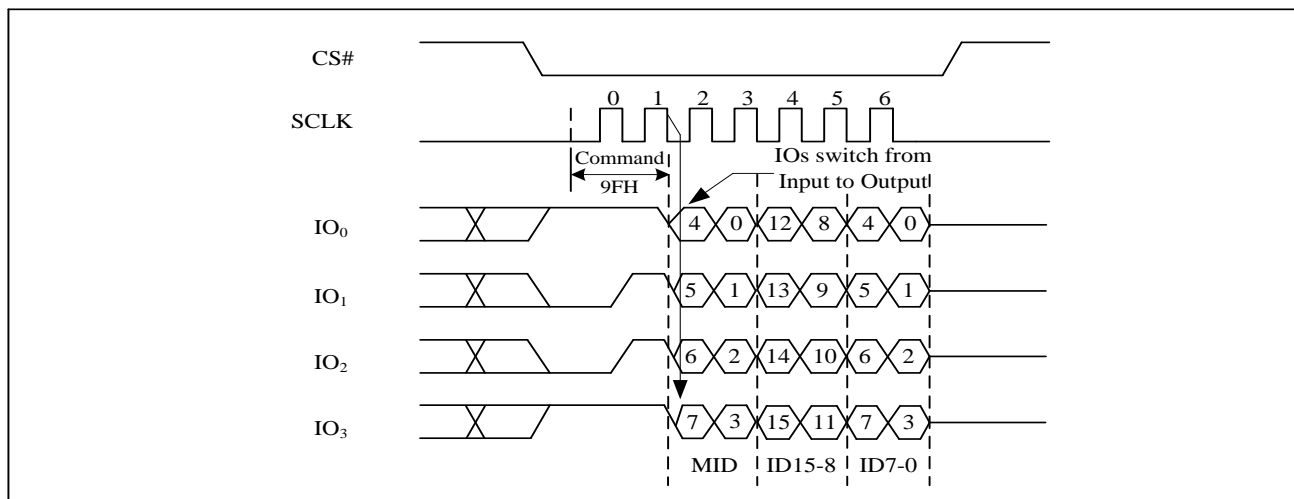 CS#
0 1 2 3 4 5 6
SCLK
Command
9FH
IOs switch from
Input to Output
IO₀ 4 0 12 8 4 0
IO₁ 5 1 13 9 5 1
IO₂ 6 2 14 10 6 2
IO₃ 7 3 15 11 7 3
MID ID15-8 ID7-0